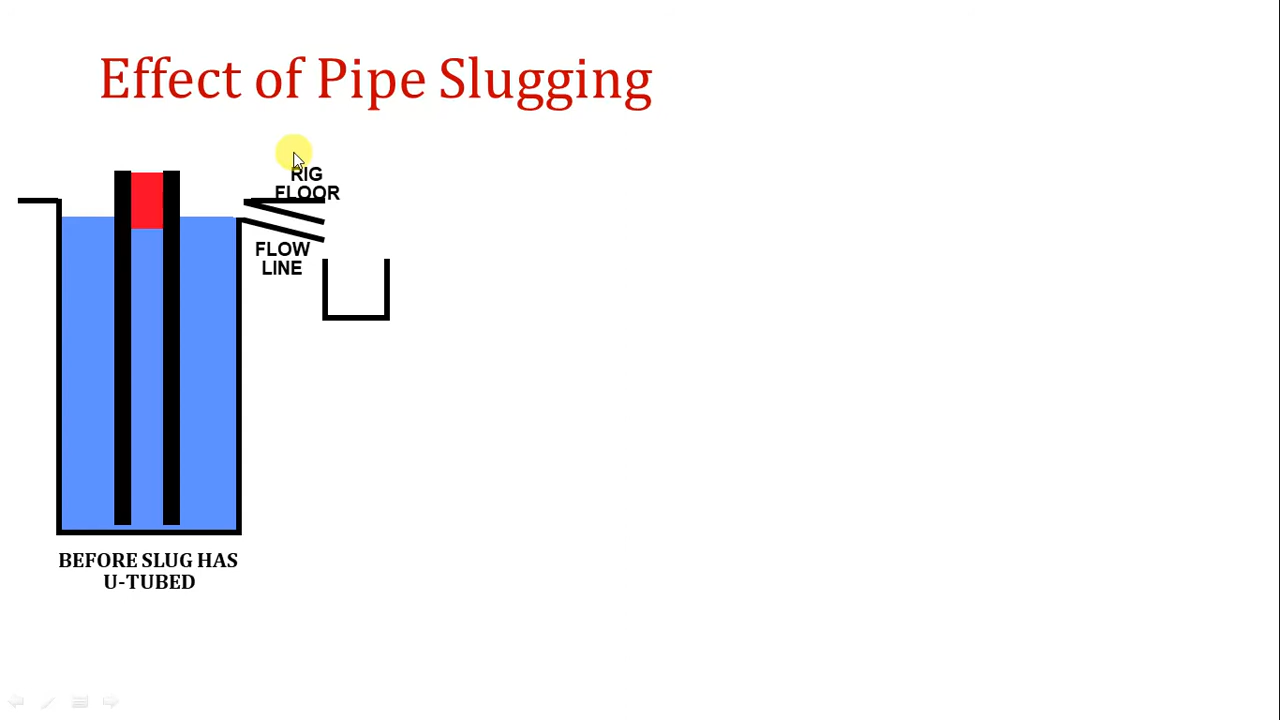 Effect of Pipe Slugging
RIG
FLOOR
FLOW
LINE
BEFORE SLUG HAS
U-TUBED